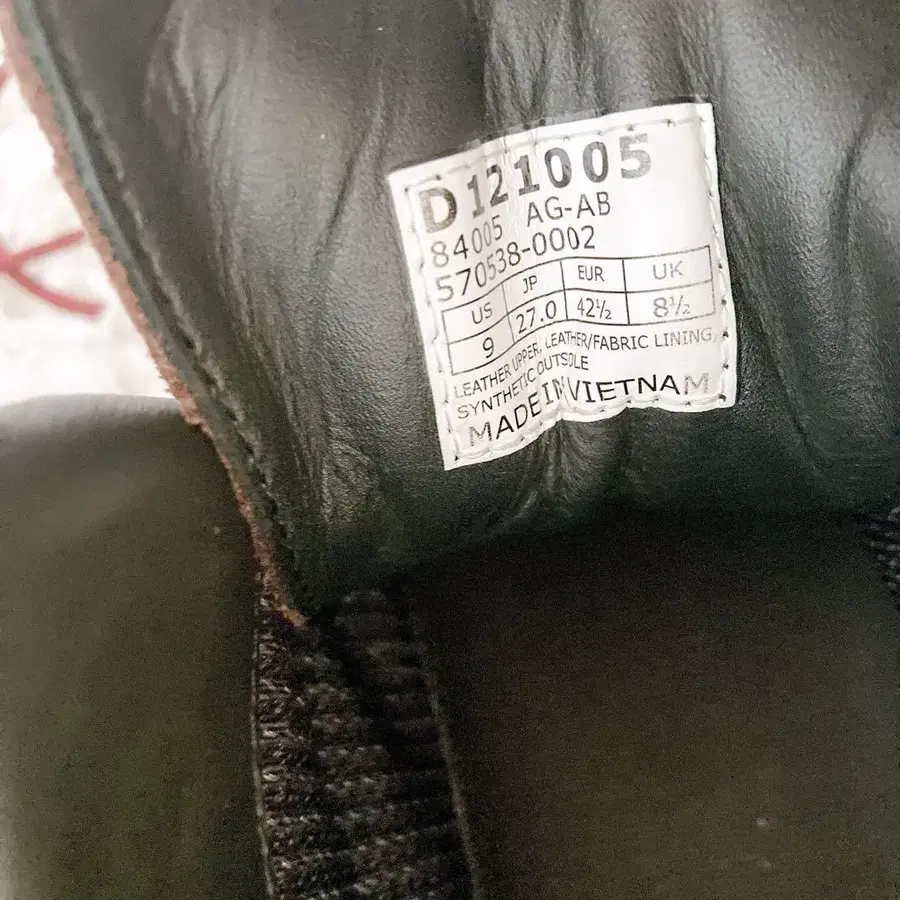 D 121005
84005 AG-AB
570538-0002
US JP EUR UK
9 27.0 42½ 8½
LEATHER UPPER, LEATHER/FABRIC LINING,
SYNTHETIC OUTSOLE
MADE IN VIETNAM